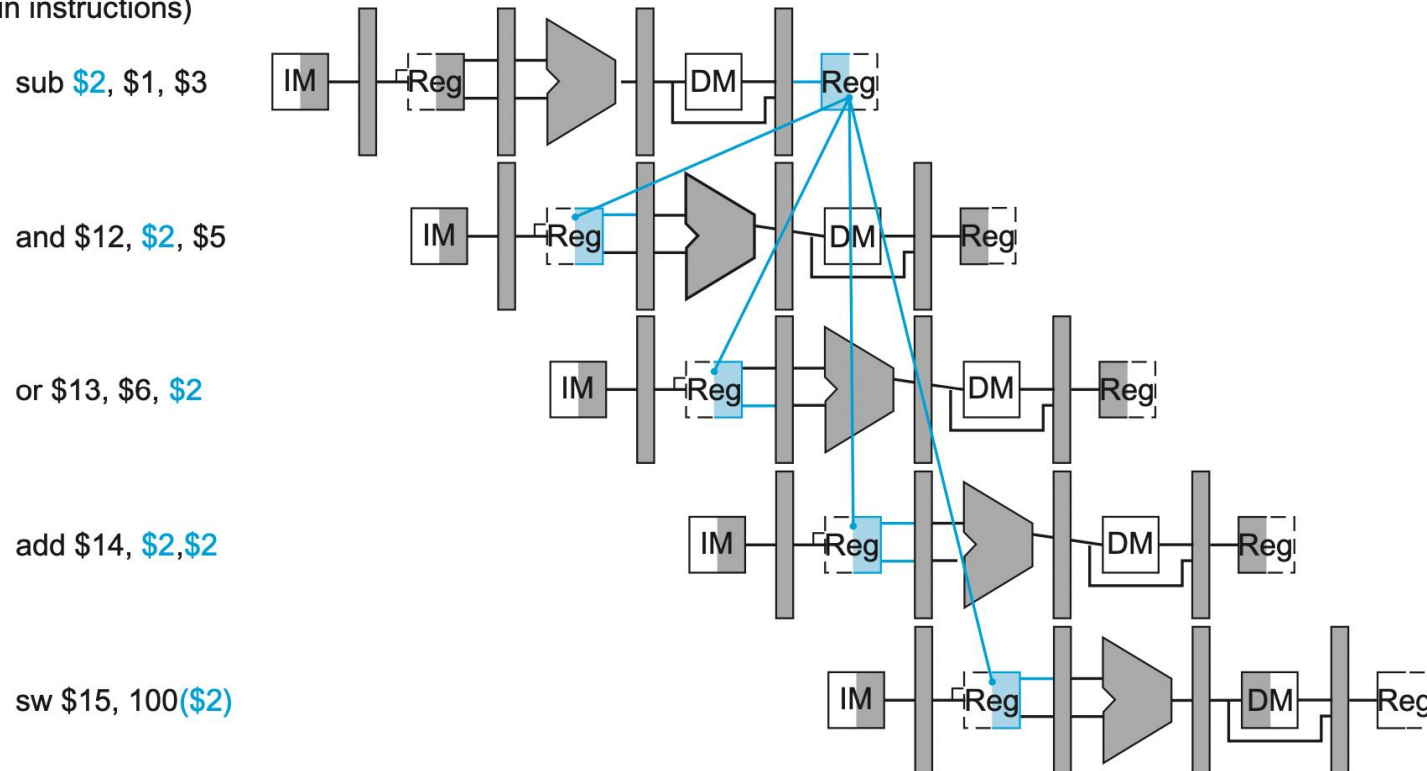 in instructions)
sub $2, $1, $3
IM Reg DM Reg
and $12, $2, $5
IM Reg DM Reg
or $13, $6, $2
IM Reg DM Reg
add $14, $2,$2
IM Reg DM Reg
sw $15, 100($2)
IM Reg DM Reg